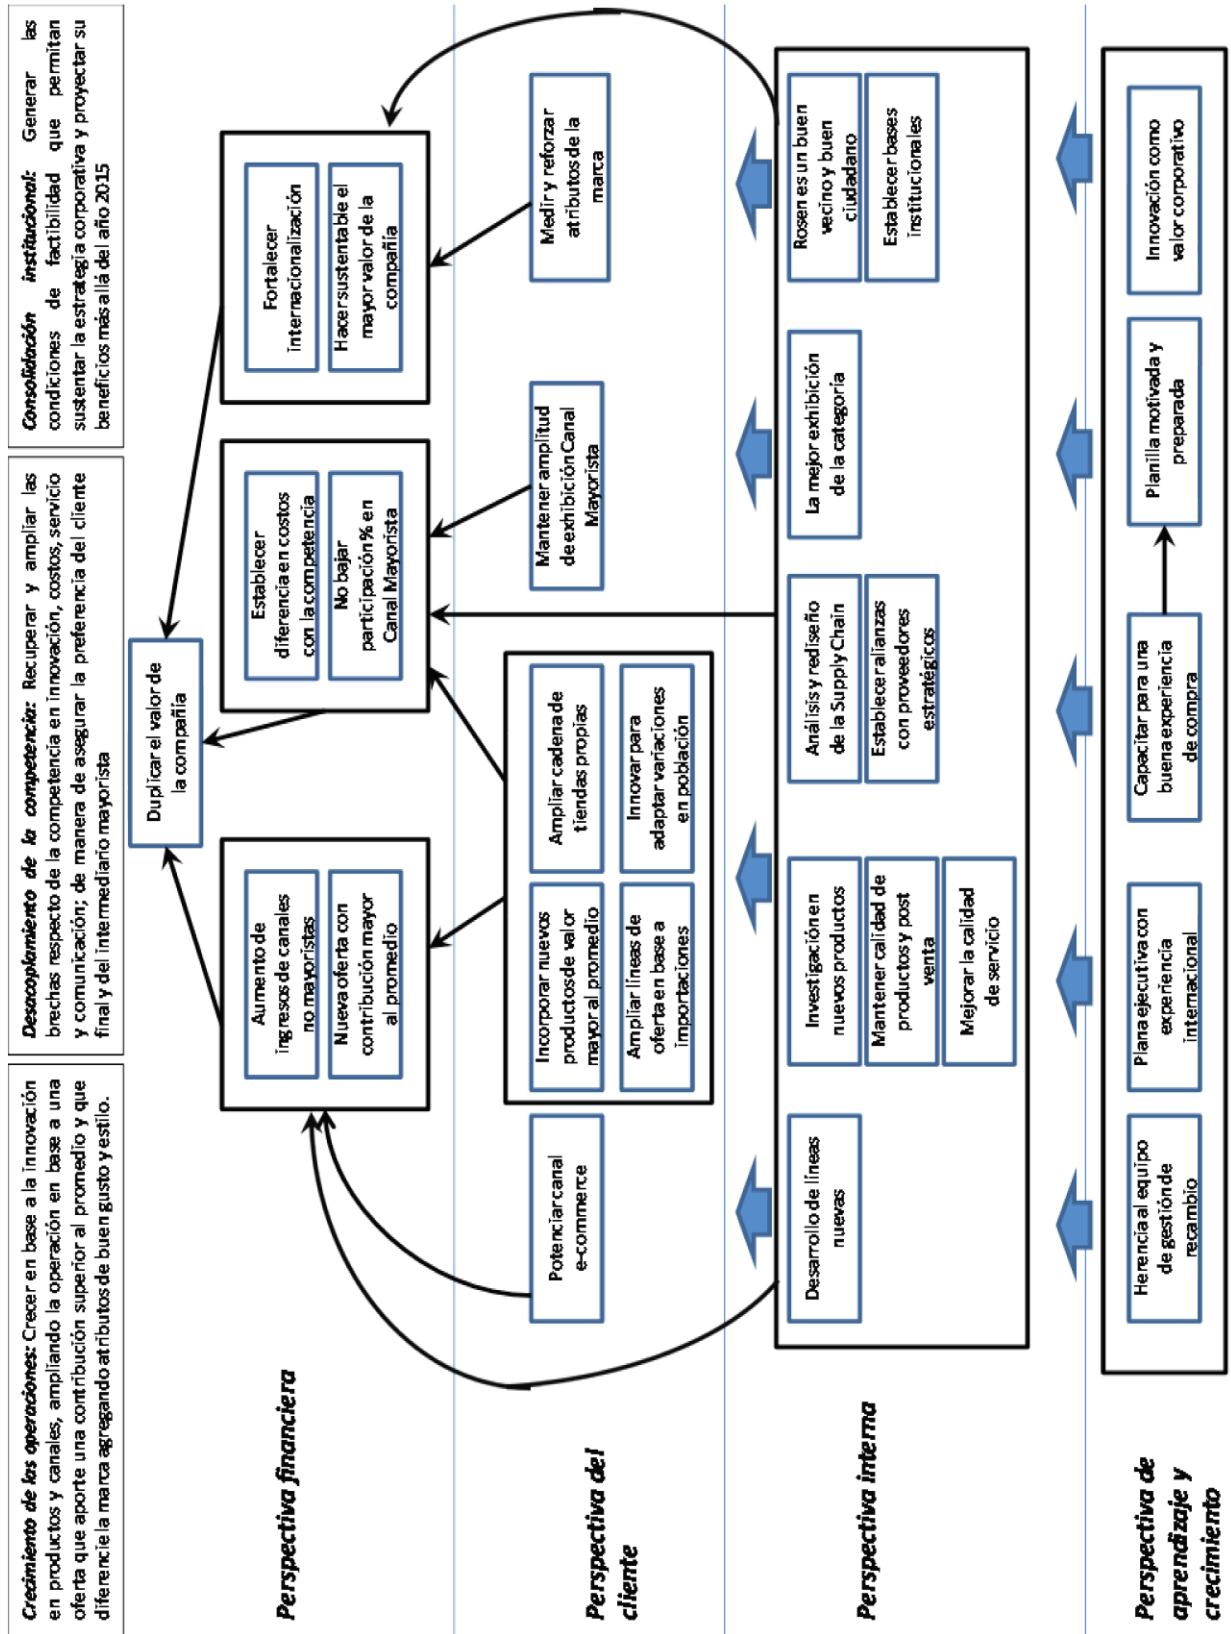 Crecimiento de las operaciones: Crecer en base a la innovación
en productos y canales, ampliando la operación en base a una
oferta que aporte una contribución superior al promedio y que
diferencie la marca agregando atributos de buen gusto y estilo.
Desacoplamiento de la competencia: Recuperar y ampliar las
brechas respecto de la competencia en innovación, costos, servicio
y comunicación; de manera de asegurar la preferencia del cliente
final y del intermediario mayorista
Consolidación institucional: Generar las
condiciones de factibilidad que permitan
sustentar la estrategia corporativa y proyectar su
beneficios más allá del año 2015
Duplicar el valor de
la compañía
Perspectiva financiera
Aumento de
ingresos de canales
no mayoristas
Nueva oferta con
contribución mayor
al promedio
Establecer
diferencia en costos
con la competencia
No bajar
participación % en
Canal Mayorista
Fortalecer
internacionalización
Hacer sustentable el
mayor valor de la
compañía
Perspectiva del
cliente
Potenciar canal
e-commerce
Incorporar nuevos
productos de valor
mayor al promedio
Ampliar cadena de
tiendas propias
Ampliar líneas de
oferta en base a
importaciones
Innovar para
adaptar variaciones
en población
Mantener amplitud
de exhibición Canal
Mayorista
Medir y reforzar
atributos de la
marca
Perspectiva interna
Desarrollo de líneas
nuevas
Investigación en
nuevos productos
Mantener calidad de
productos y post
venta
Mejorar la calidad
de servicio
Análisis y rediseño
de la Supply Chain
Establecer alianzas
con proveedores
estratégicos
La mejor exhibición
de la categoría
Rosen es un buen
vecino y buen
ciudadano
Establecer bases
institucionales
Perspectiva de
aprendizaje y
crecimiento
Herencia al equipo
de gestión de
recambio
Plana ejecutiva con
experiencia
internacional
Capacitar para una
buena experiencia
de compra
Planilla motivada y
preparada
Innovación como
valor corporativo